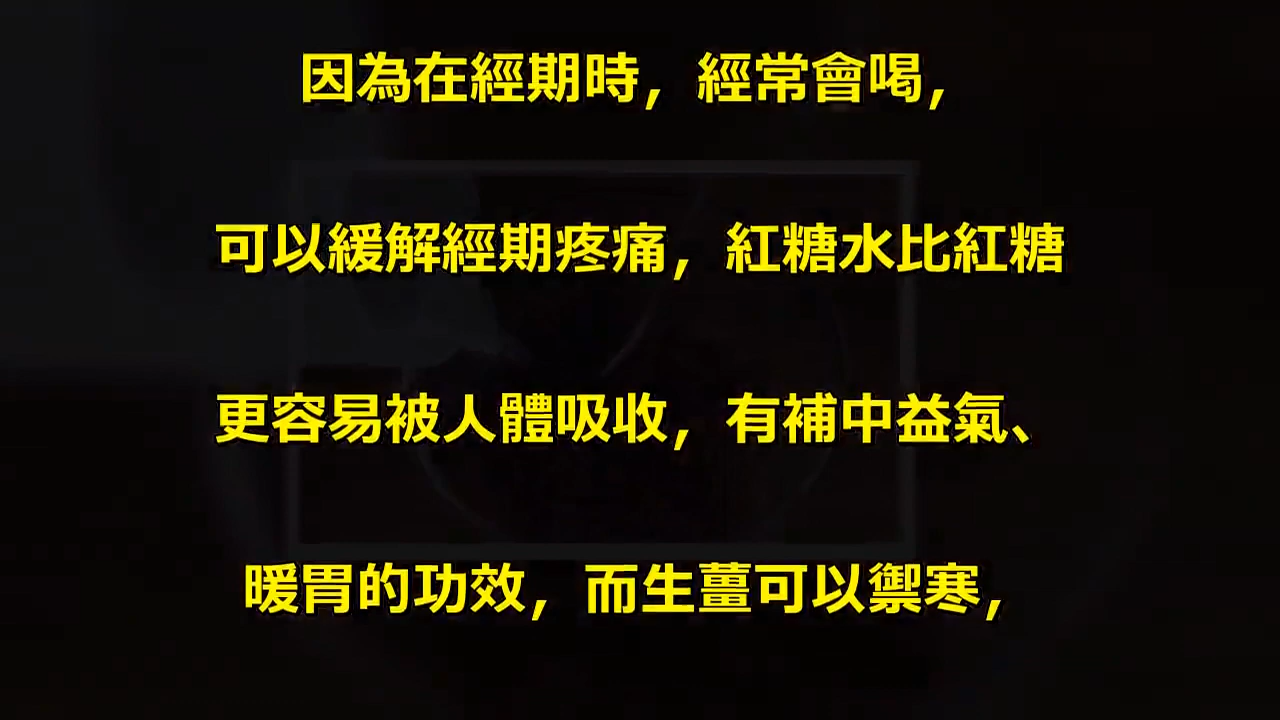 因為在經期時，經常會喝，
可以緩解經期疼痛，紅糖水比紅糖
更容易被人體吸收，有補中益氣、
暖胃的功效，而生薑可以禦寒，